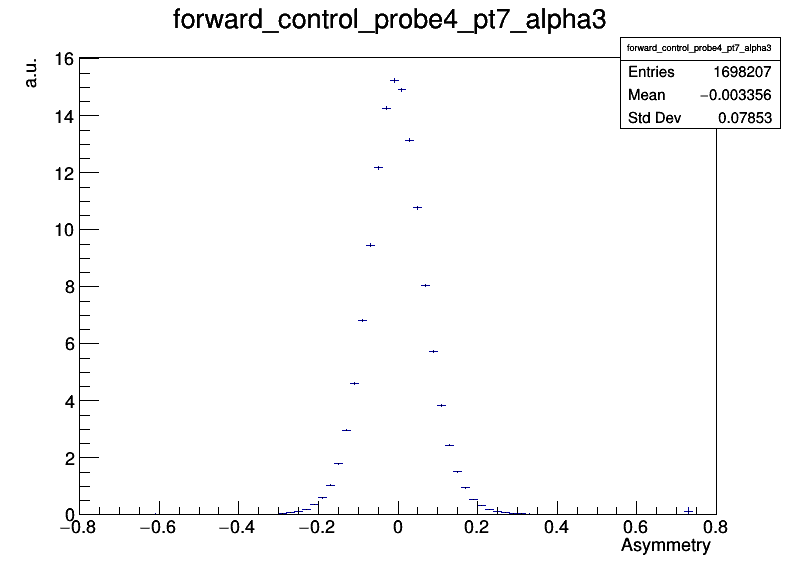 forward_control_probe4_pt7_alpha3
forward_control_probe4_pt7_alpha3
Entries 1698207
Mean −0.003356
Std Dev 0.07853
a.u.
16
14
12
10
8
6
4
2
0
−0.8 −0.6 −0.4 −0.2 0 0.2 0.4 0.6 0.8
Asymmetry